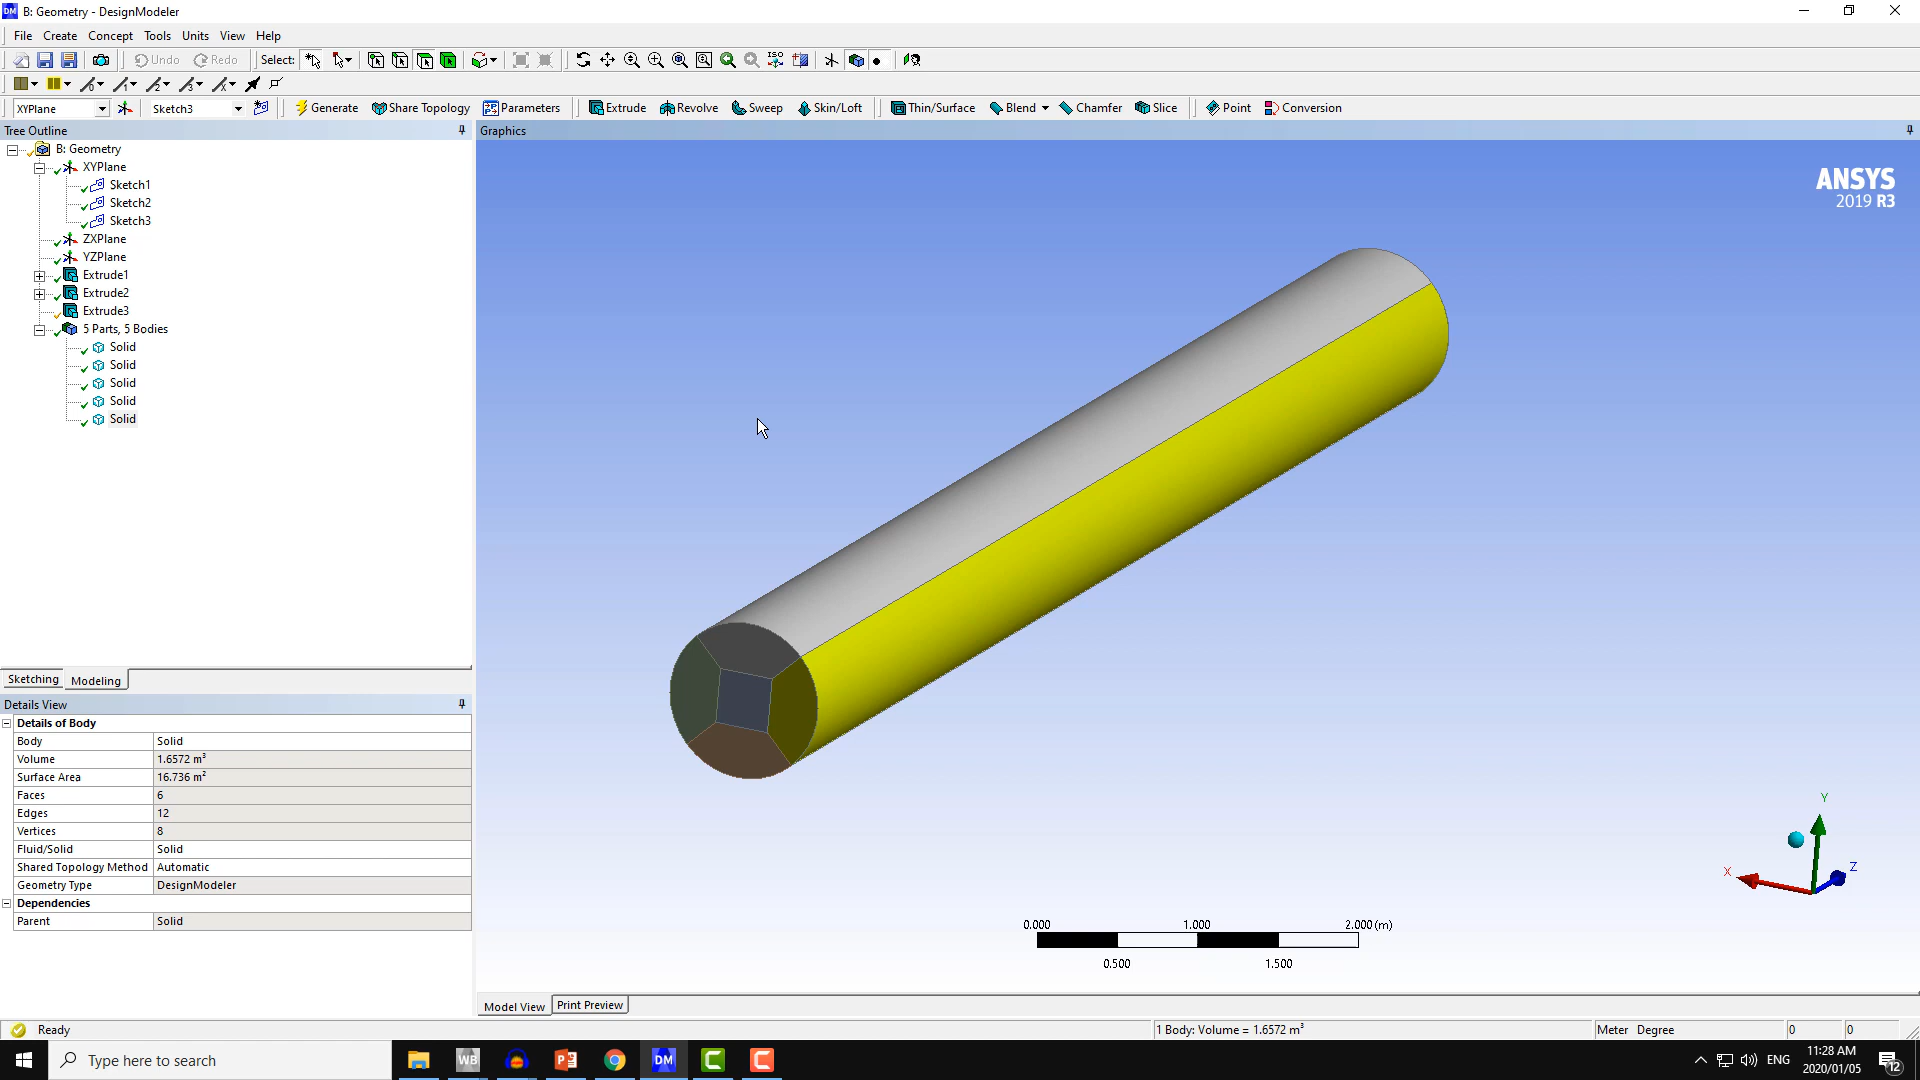 B: Geometry - DesignModeler
File Create Concept Tools Units View Help
Undo Redo Select: ISO
XYPlane Sketch3 Generate Share Topology Parameters Extrude Revolve Sweep Skin/Loft Thin/Surface Blend Chamfer Slice Point Conversion
Tree Outline
Graphics
B: Geometry
XYPlane
Sketch1
Sketch2
Sketch3
ZXPlane
YZPlane
Extrude1
Extrude2
Extrude3
5 Parts, 5 Bodies
Solid
Solid
Solid
Solid
Solid
ANSYS
2019 R3
Sketching Modeling
Details View
Details of Body
Body Solid
Volume 1.6572 m³
Surface Area 16.736 m²
Faces 6
Edges 12
Vertices 8
Fluid/Solid Solid
Shared Topology Method Automatic
Geometry Type DesignModeler
Dependencies
Parent Solid
Y
X
Z
0.000 1.000 2.000 (m)
0.500 1.500
Model View Print Preview
Ready 1 Body: Volume = 1.6572 m³ Meter Degree 0 0
Type here to search WB DM ENG 11:28 AM
2020/01/05 12